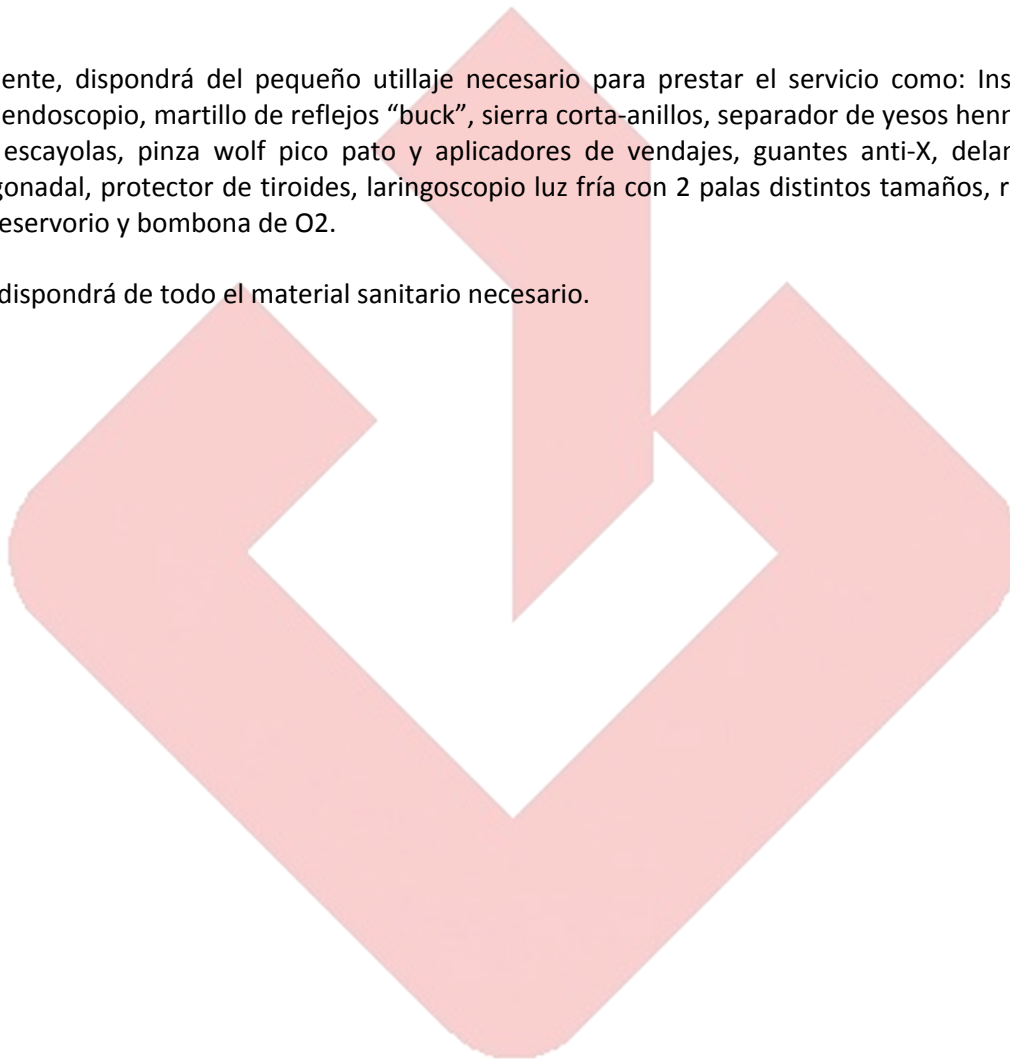 ente, dispondrá del pequeño utillaje necesario para prestar el servicio como: Ins
endoscopio, martillo de reflejos “buck”, sierra corta-anillos, separador de yesos henn
escayolas, pinza wolf pico pato y aplicadores de vendajes, guantes anti-X, delan
gonadal, protector de tiroides, laringoscopio luz fría con 2 palas distintos tamaños, r
eservorio y bombona de O2.
dispondrá de todo el material sanitario necesario.